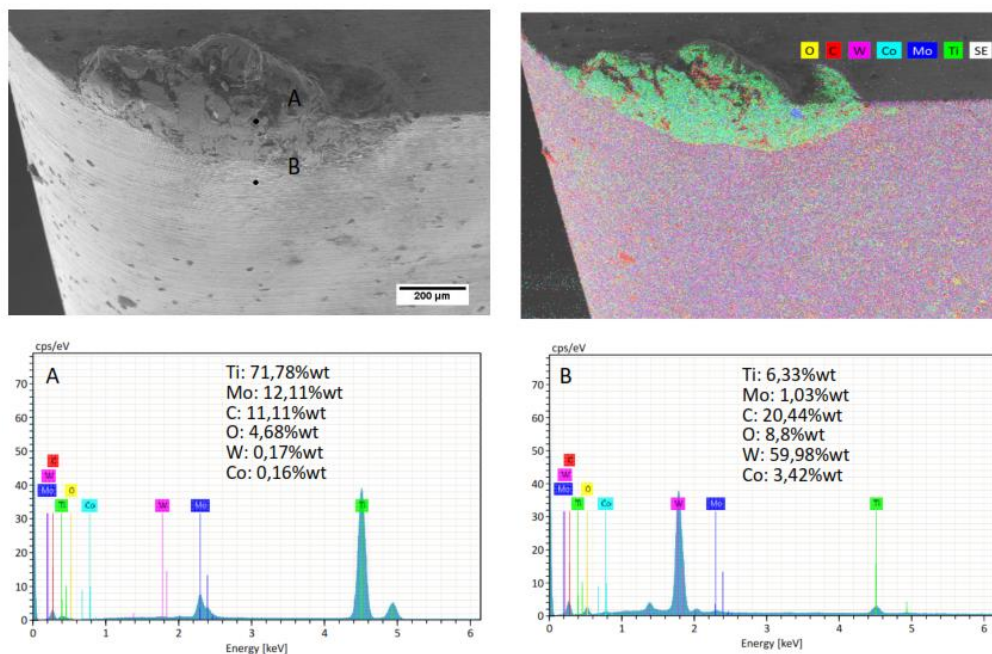 A
B
200 µm
O C W Co Mo Ti SE
cps/eV
A
Ti: 71,78%wt
Mo: 12,11%wt
C: 11,11%wt
O: 4,68%wt
W: 0,17%wt
Co: 0,16%wt
70
60
50
40
30
20
10
0
C
W
Mo O
Ti Co W Mo Ti
0 1 2 3 4 5 6
Energy [keV]
cps/eV
B
Ti: 6,33%wt
Mo: 1,03%wt
C: 20,44%wt
O: 8,8%wt
W: 59,98%wt
Co: 3,42%wt
70
60
50
40
30
20
10
0
C
W
Mo O
Ti Co W Mo Ti
0 1 2 3 4 5 6
Energy [keV]